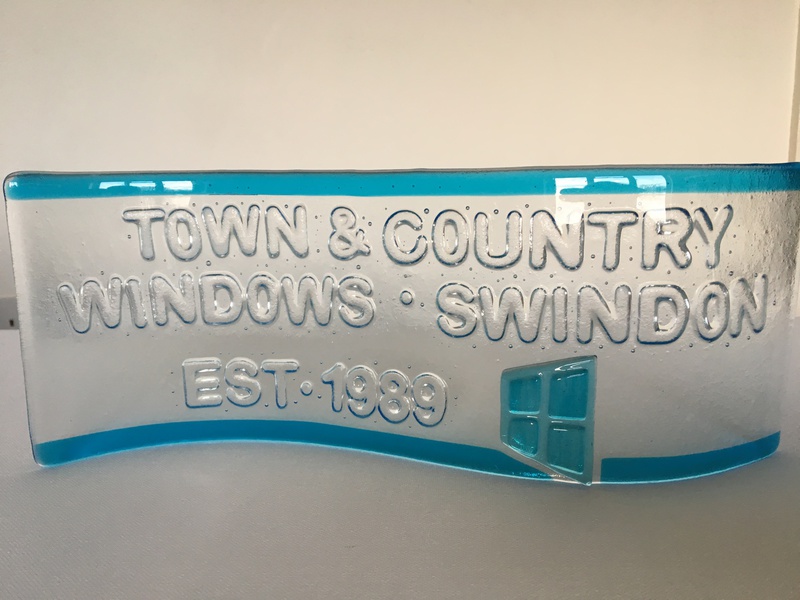 TOWN & COUNTRY
WINDOWS • SWINDON
EST • 1989